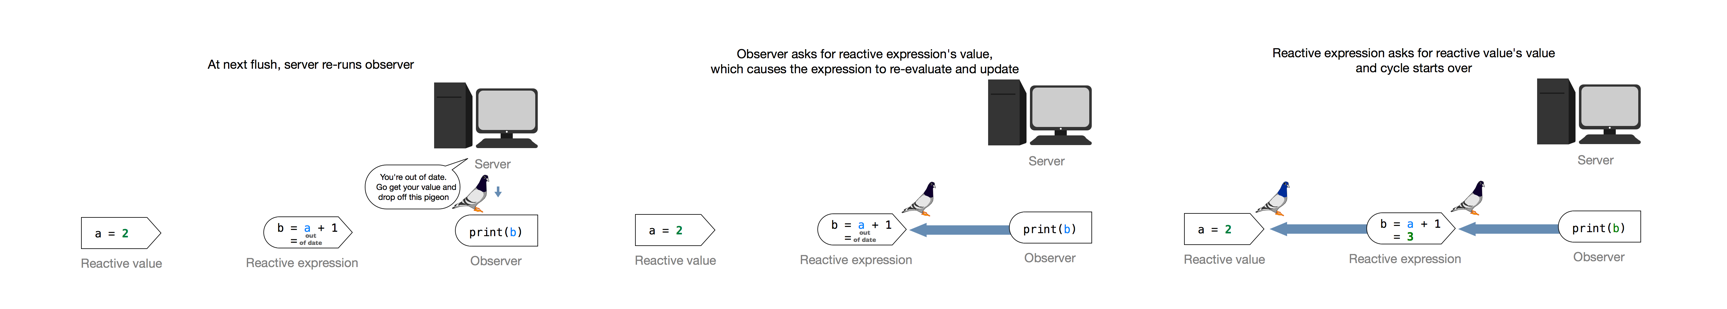 At next flush, server re-runs observer
Server
You're out of date.
Go get your value and
drop off this pigeon
a = 2
Reactive value
b = a + 1
= out
of date
Reactive expression
print(b)
Observer
Observer asks for reactive expression's value,
which causes the expression to re-evaluate and update
Server
a = 2
Reactive value
b = a + 1
= out
of date
Reactive expression
print(b)
Observer
Reactive expression asks for reactive value's value
and cycle starts over
Server
a = 2
Reactive value
b = a + 1
= 3
Reactive expression
print(b)
Observer